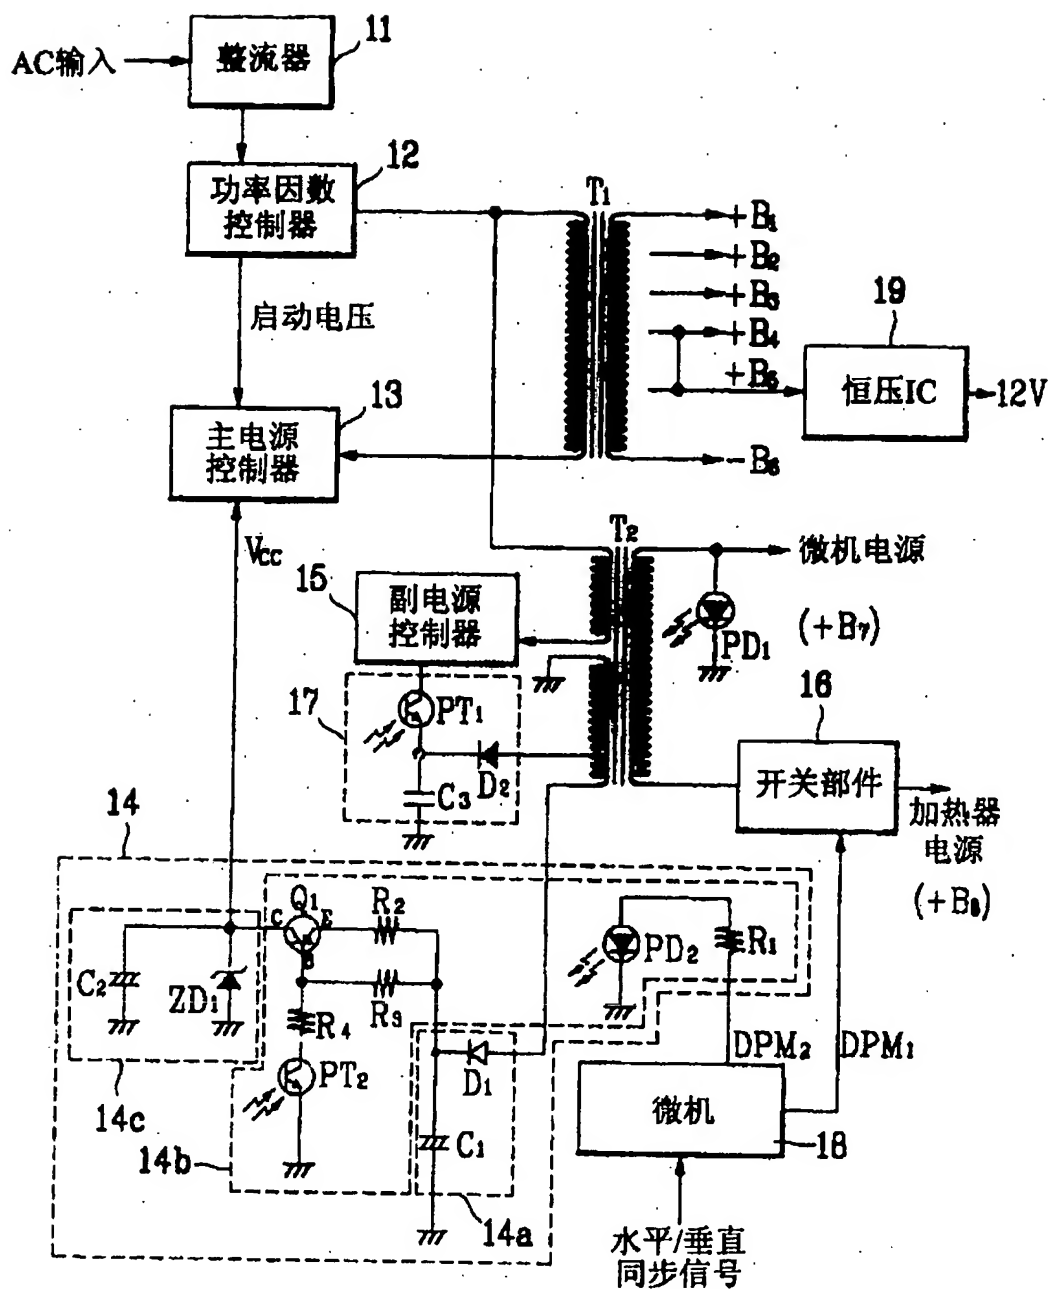 11
AC输入
整流器
12
功率因数
控制器
T1
+B1
+B2
+B3
+B4
+B5
-B6
19
恒压IC
12V
启动电压
13
主电源
控制器
VCC
T2
微机电源
(+B7)
PD1
15
副电源
控制器
17
PT1
D2
C3
16
开关部件
加热器
电源
(+B8)
14
Q1
C
E
B
R2
R3
R4
PT2
C2
ZD1
14c
14b
PD2
R1
DPM2
DPM1
D1
C1
14a
微机
18
水平/垂直
同步信号